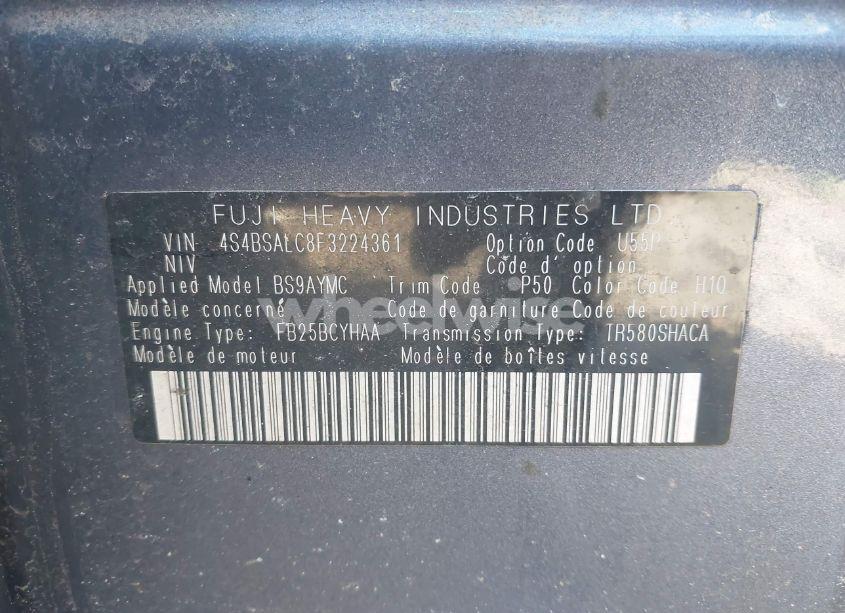 FUJI HEAVY INDUSTRIES LTD
VIN 4S4BSALC8F3224361 Option Code U55P
NIV Code d' option
Applied Model BS9AYMC Trim Code P50 Color Code H1Q
Modèle concerné Code de garniture Code de couleur
wheelwise
Engine Type: FB25BCYHAA Transmission Type: TR580SHACA
Modèle de moteur Modèle de boîtes vitesse